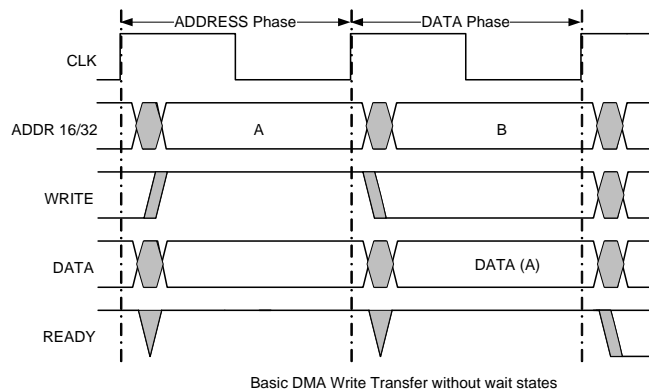 ADDRESS Phase DATA Phase
CLK
ADDR 16/32 A B
WRITE
DATA DATA (A)
READY
Basic DMA Write Transfer without wait states